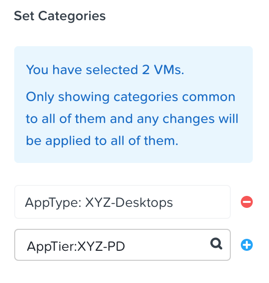 Set Categories
You have selected 2 VMs.
Only showing categories common
to all of them and any changes will
be applied to all of them.
AppType: XYZ-Desktops
AppTier:XYZ-PD